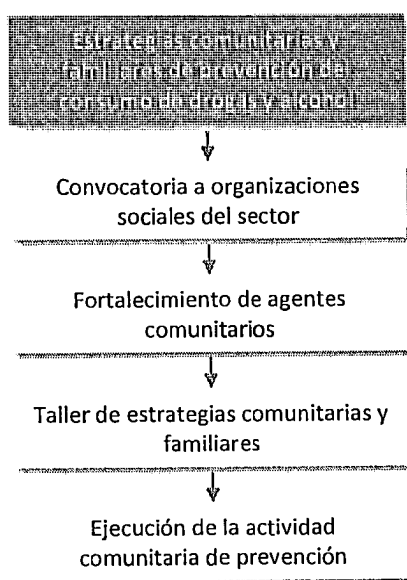 Estrategias comunitarias y
familiares de prevención de
consumo de drogas y alcohol
Convocatoria a organizaciones
sociales del sector
Fortalecimiento de agentes
comunitarios
Taller de estrategias comunitarias y
familiares
Ejecución de la actividad
comunitaria de prevención